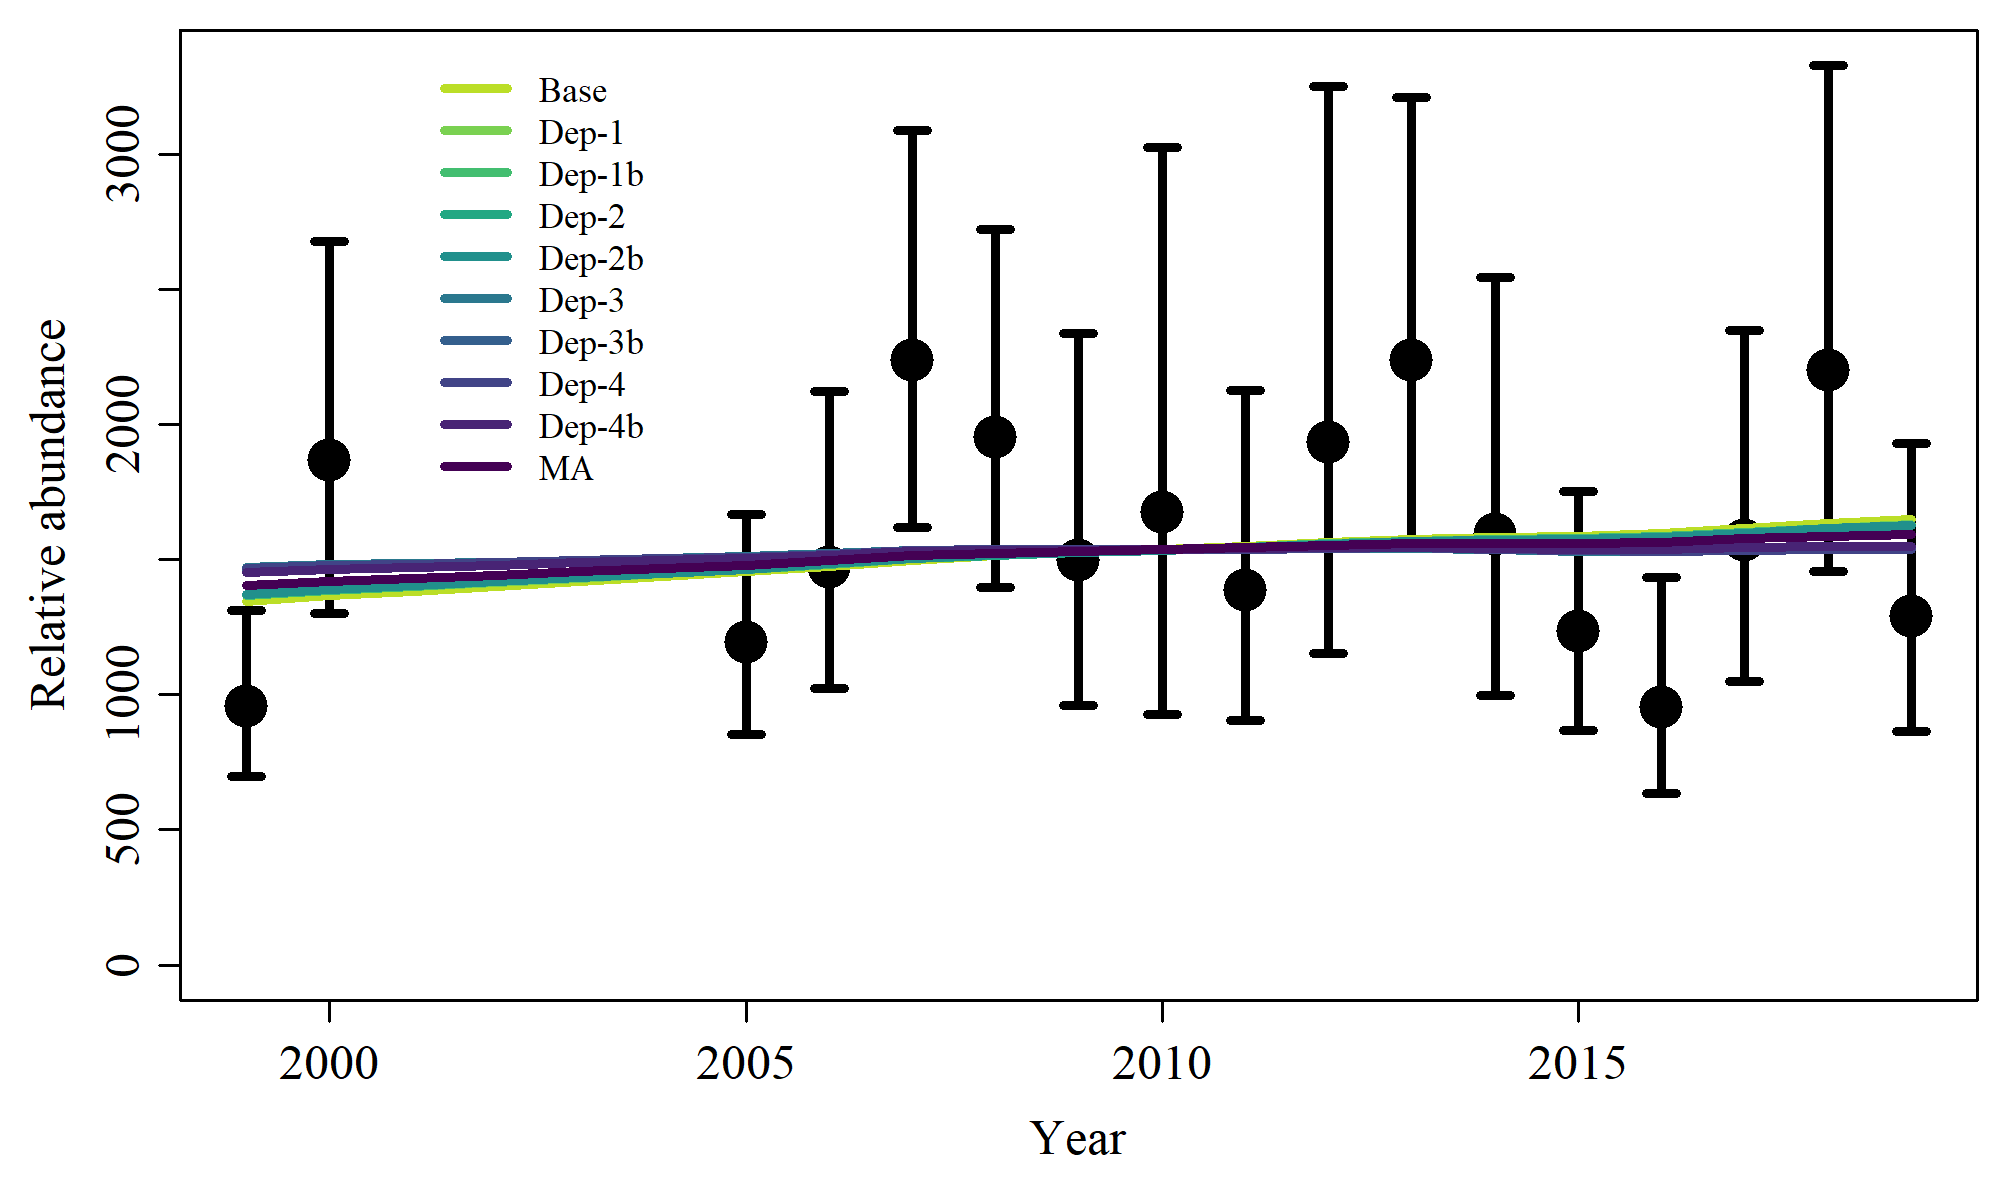 Base
Dep-1
Dep-1b
Dep-2
Dep-2b
Dep-3
Dep-3b
Dep-4
Dep-4b
MA
Relative abundance
3000
2000
1000
500
0
2000 2005 2010 2015
Year